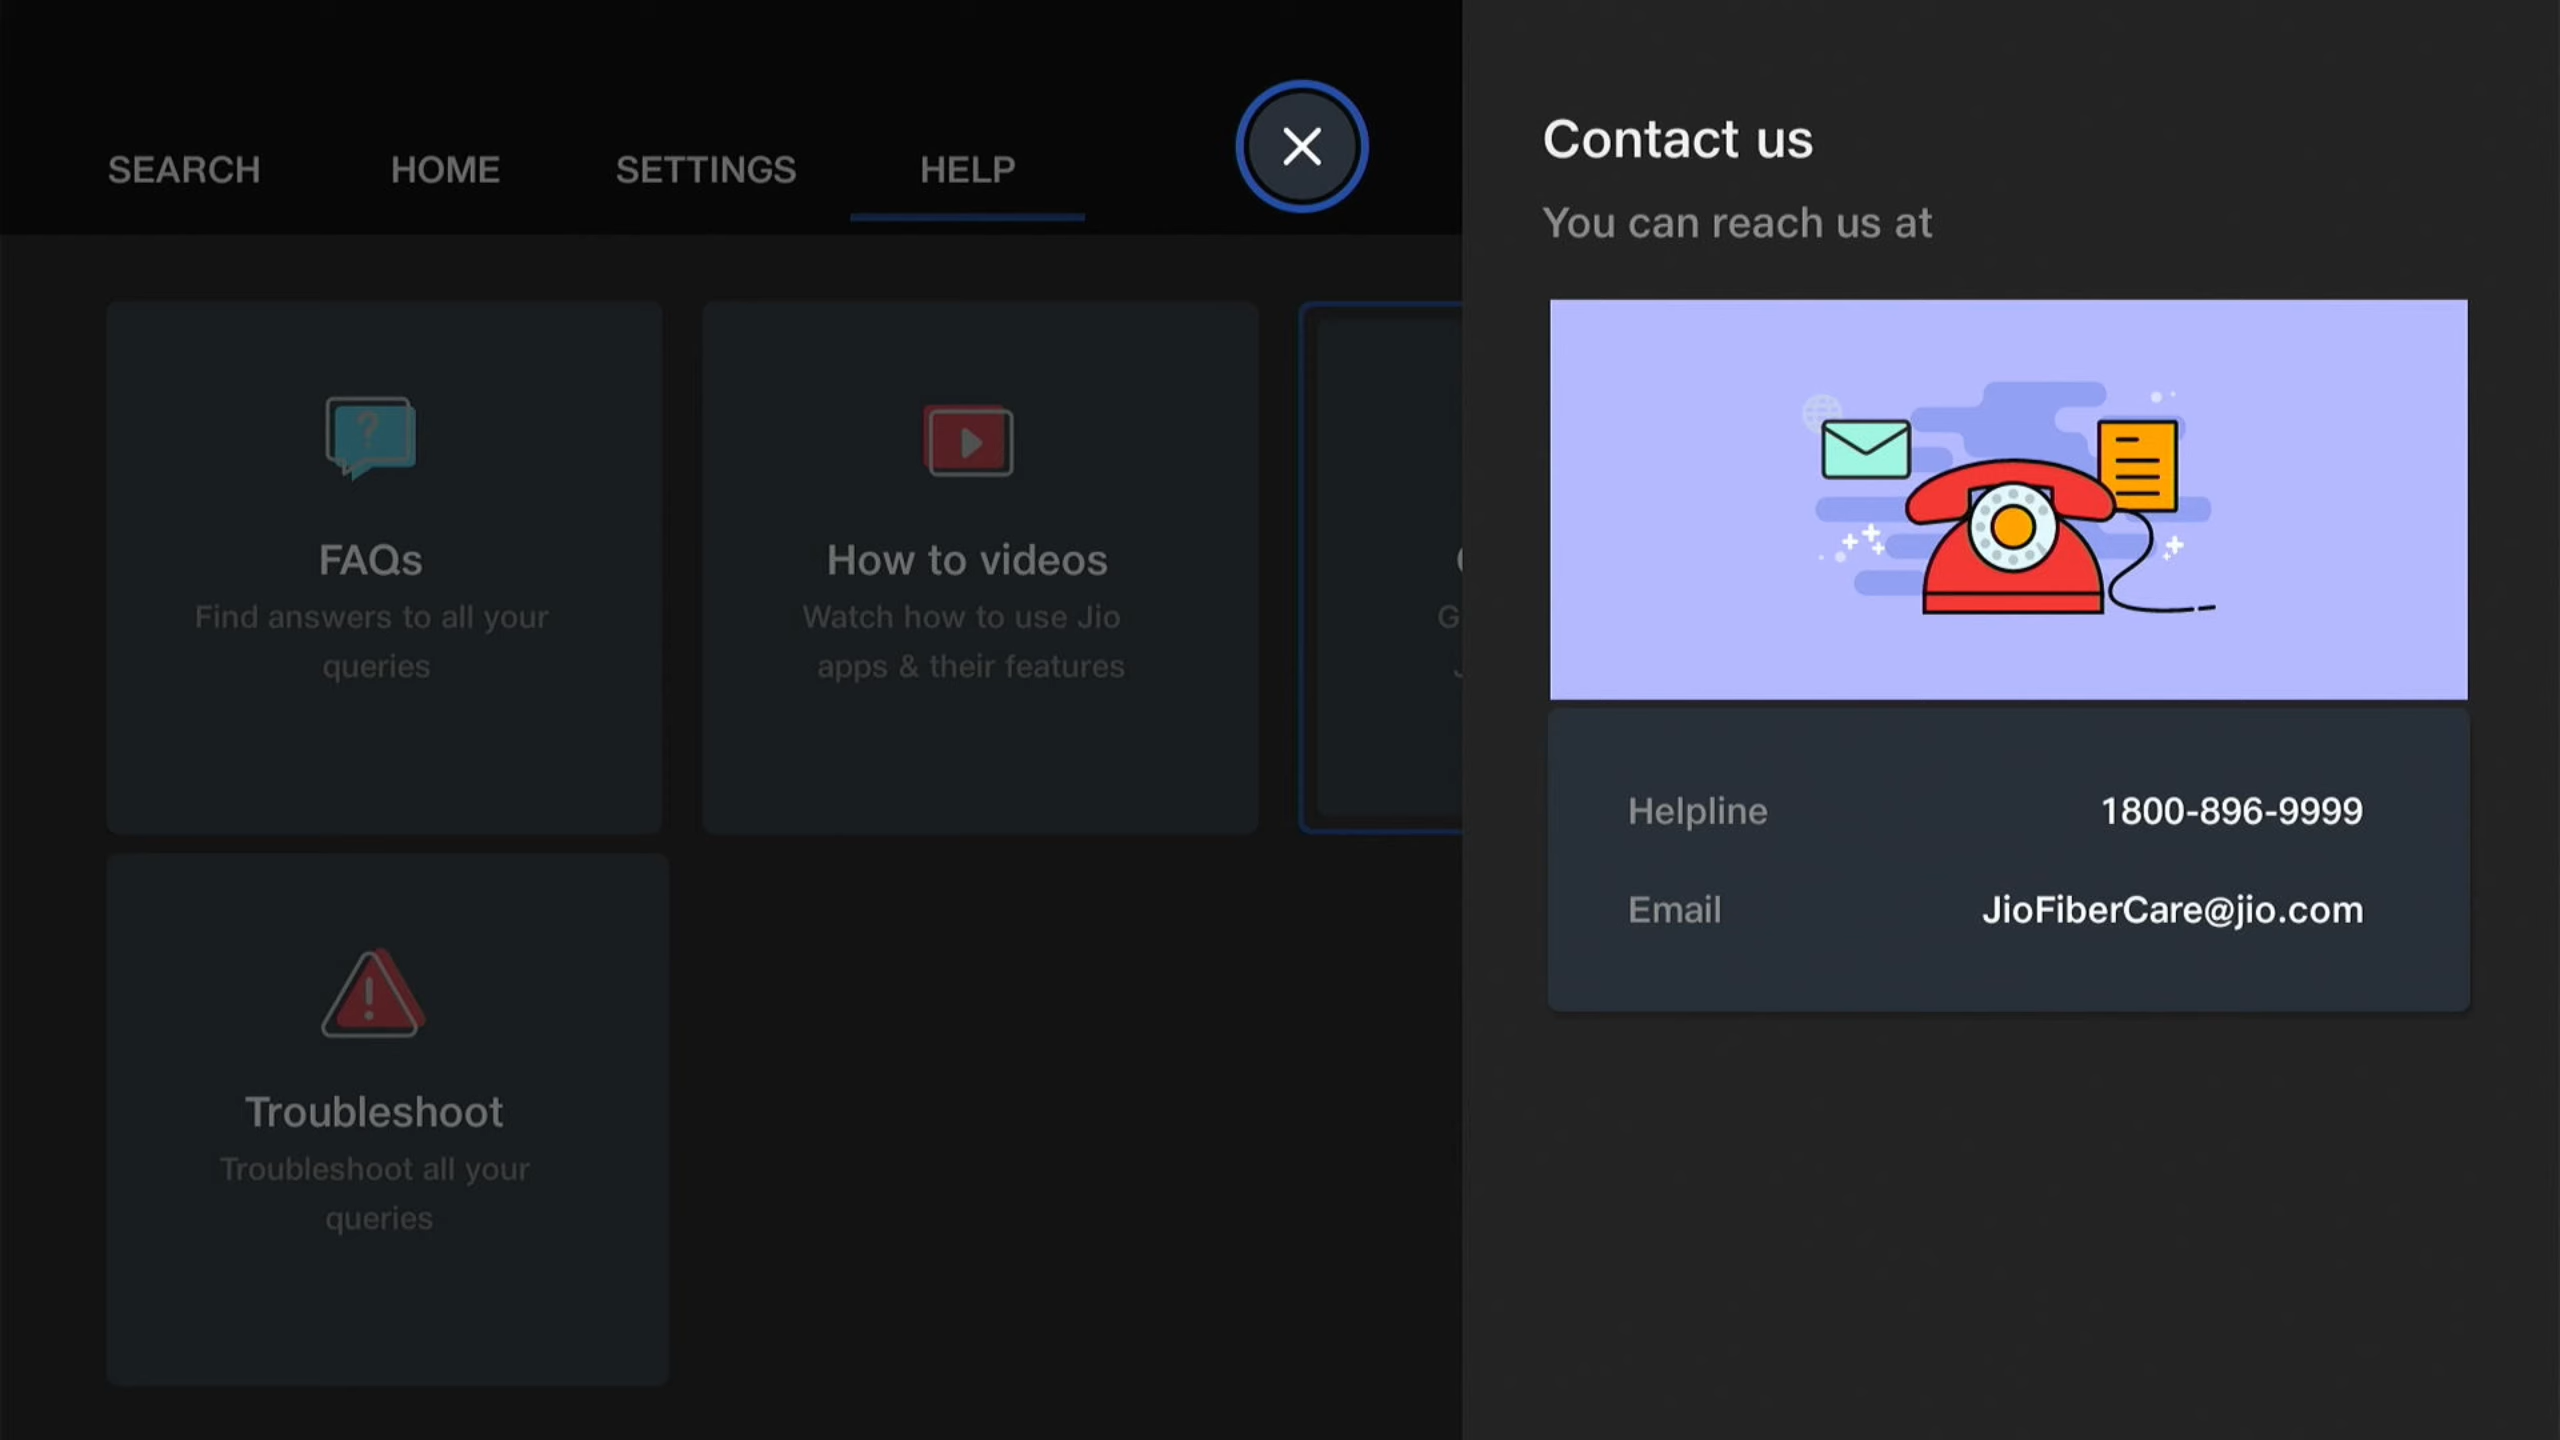 SEARCH
HOME
SETTINGS
HELP
FAQs
Find answers to all your
queries
How to videos
Watch how to use Jio
apps & their features
Troubleshoot
Troubleshoot all your
queries
Contact us
You can reach us at
Helpline 1800-896-9999
Email JioFiberCare@jio.com